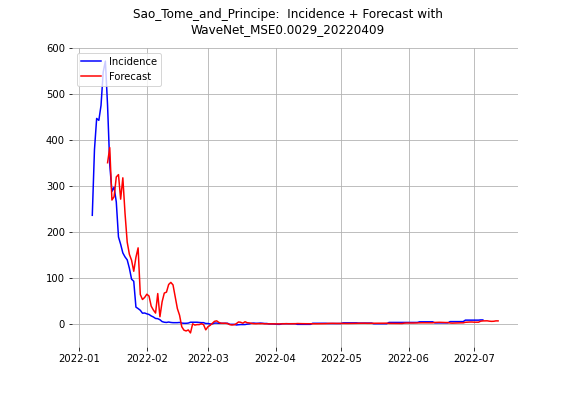 Sao_Tome_and_Principe:  Incidence + Forecast with
WaveNet_MSE0.0029_20220409
600
Incidence
Forecast
500
400
300
200
100
0
2022-01 2022-02 2022-03 2022-04 2022-05 2022-06 2022-07